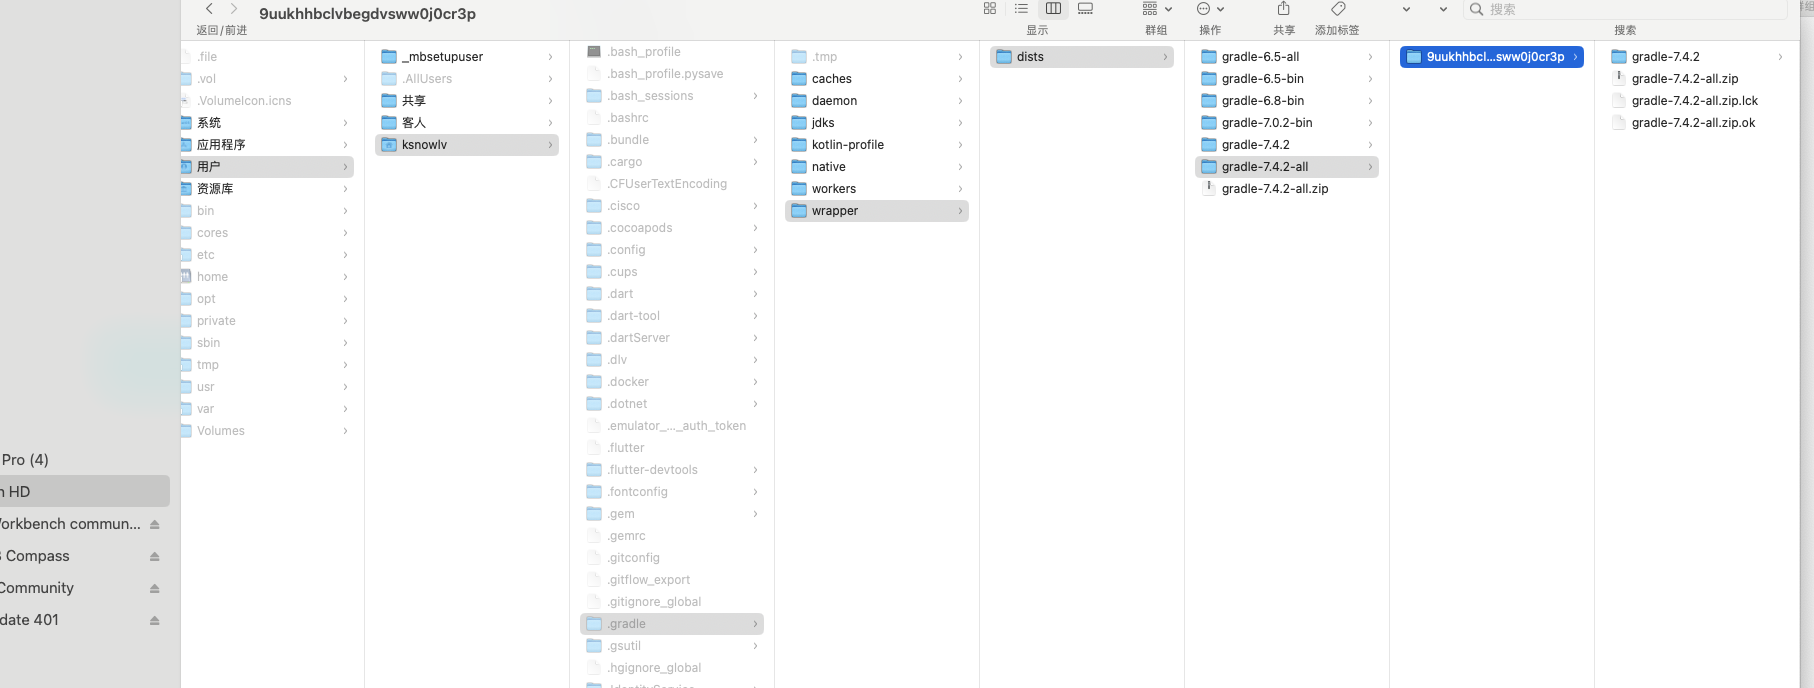 9uukhhbclvbegdvsww0j0cr3p
返回/前进
显示
群组
操作
共享
添加标签
搜索
搜索
Pro (4)
HD
commun...
Compass
Community
401
.file
.vol
.VolumeIcon.icns
系统
应用程序
用户
资源库
bin
cores
etc
home
opt
private
sbin
tmp
usr
var
Volumes
_mbsetupuser
.AllUsers
共享
客人
ksnowlv
.bash_profile
.bash_profile.pysave
.bash_sessions
.bashrc
.bundle
.cargo
.CFUserTextEncoding
.cisco
.cocoapods
.config
.cups
.dart
.dart-tool
.dartServer
.dlv
.docker
.dotnet
.emulator_..._auth_token
.flutter
.flutter-devtools
.fontconfig
.gem
.gemrc
.gitconfig
.gitflow_export
.gitignore_global
.gradle
.gsutil
.hgignore_global
.tmp
caches
daemon
jdks
kotlin-profile
native
workers
wrapper
dists
gradle-6.5-all
gradle-6.5-bin
gradle-6.8-bin
gradle-7.0.2-bin
gradle-7.4.2
gradle-7.4.2-all
gradle-7.4.2-all.zip
9uukhhbcl...sww0j0cr3p
gradle-7.4.2
gradle-7.4.2-all.zip
gradle-7.4.2-all.zip.lck
gradle-7.4.2-all.zip.ok